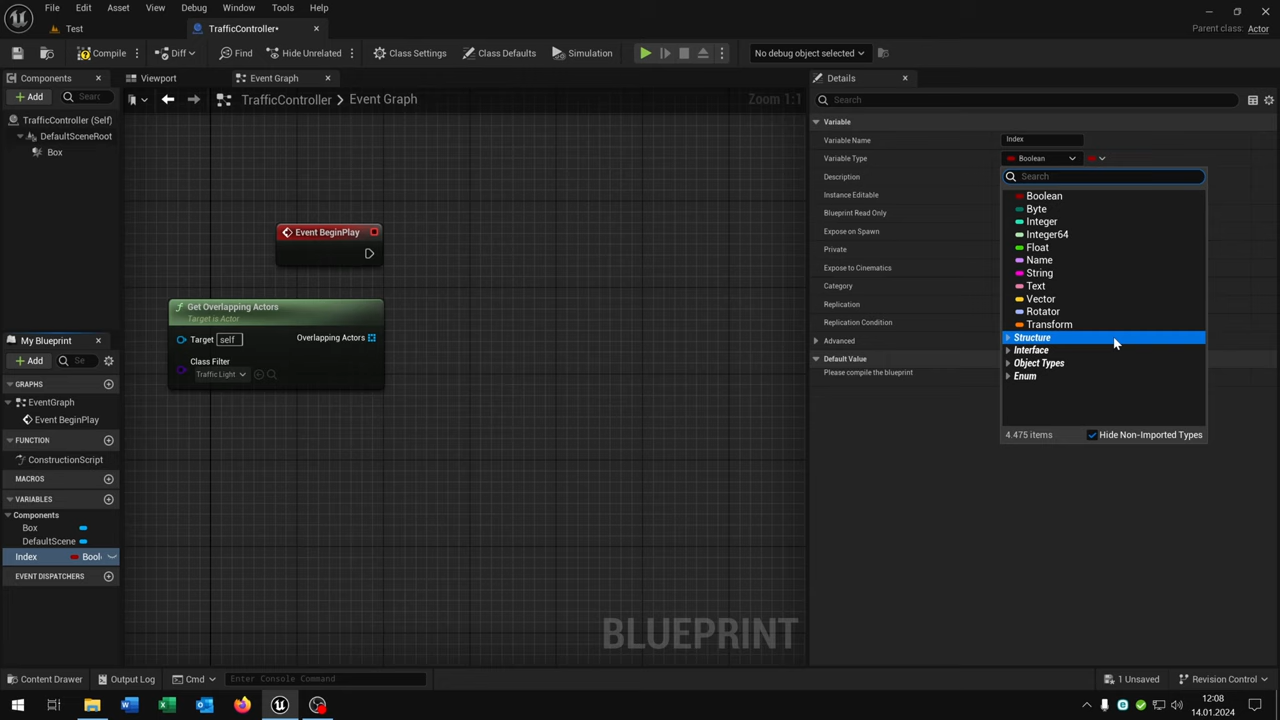 File Edit Asset View Debug Window Tools Help
Test TrafficController•
Parent class: Actor
Compile Diff Find Hide Unrelated Class Settings Class Defaults Simulation No debug object selected
Components Viewport Event Graph Details
Add Searc TrafficController Event Graph Zoom 1:1 Search
TrafficController (Self) Variable
DefaultSceneRoot Variable Name Index
Box Variable Type Boolean
Description Search
Instance Editable Boolean
Blueprint Read Only Byte
Expose on Spawn Integer
Integer64
Event BeginPlay Private Float
Expose to Cinematics Name
Category String
Text
Get Overlapping Actors Replication Vector
Target is Actor Rotator
Replication Condition Transform
Target self Overlapping Actors Advanced Structure
My Blueprint Default Value Interface
Class Filter Please compile the blueprint Object Types
Traffic Light Enum
Add Se
GRAPHS
EventGraph
Event BeginPlay
4.475 items Hide Non-Imported Types
FUNCTION
ConstructionScript
MACROS
VARIABLES
Components
Box
DefaultScene
Index Bool
EVENT DISPATCHERS
BLUEPRINT
Content Drawer Output Log Cmd Enter Console Command 1 Unsaved Revision Control
12:08
14.01.2024